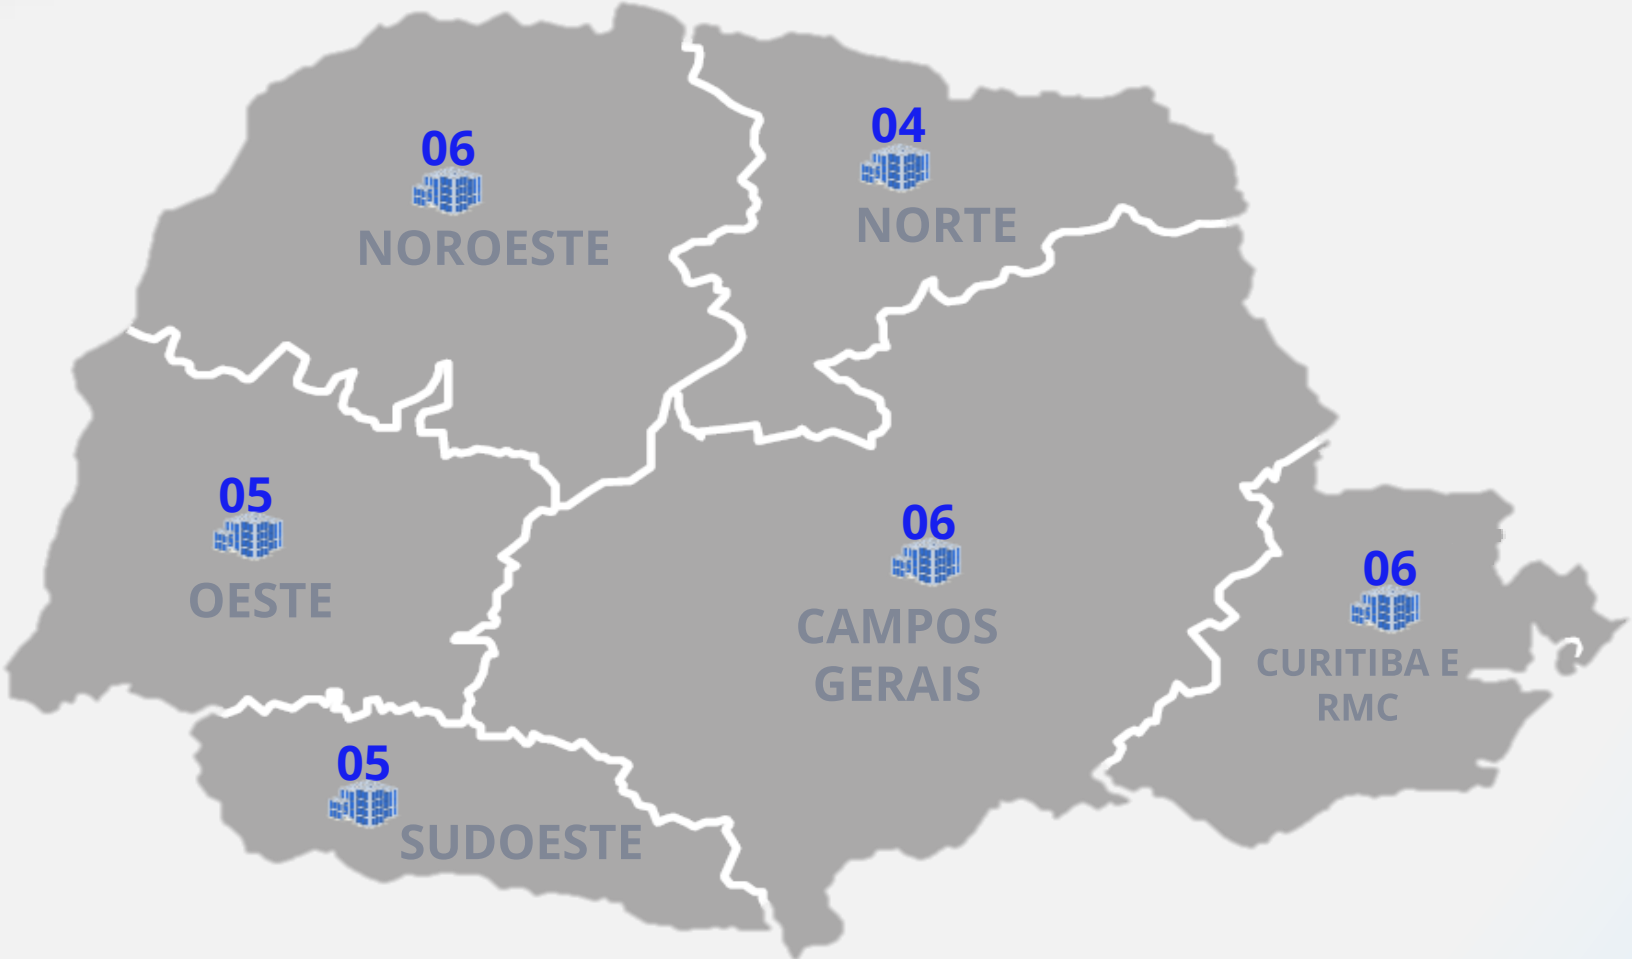 04
NORTE
06
NOROESTE
05
OESTE
06
CAMPOS
GERAIS
06
CURITIBA E
RMC
05
SUDOESTE